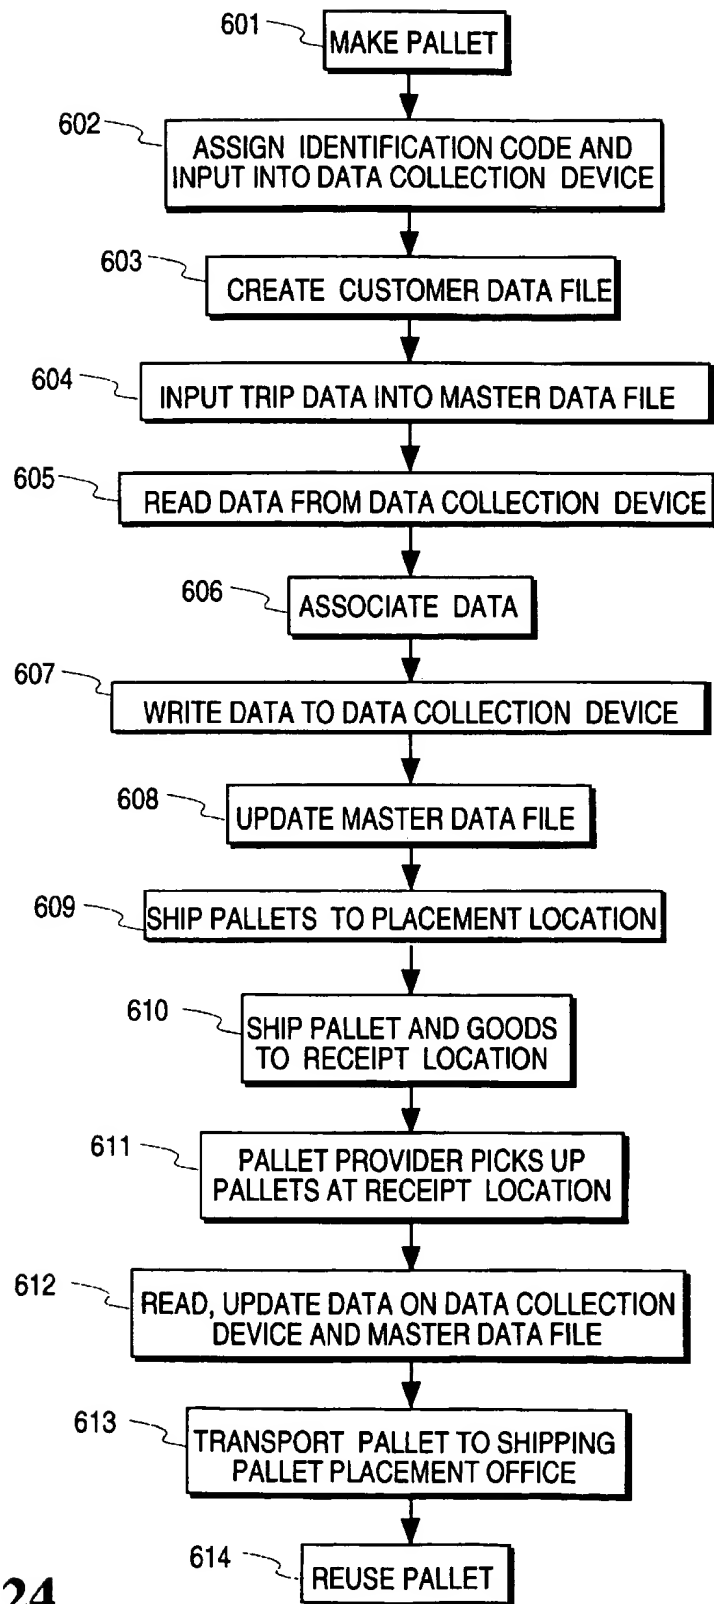 601
MAKE PALLET
602
ASSIGN IDENTIFICATION CODE AND
INPUT INTO DATA COLLECTION DEVICE
603
CREATE CUSTOMER DATA FILE
604
INPUT TRIP DATA INTO MASTER DATA FILE
605
READ DATA FROM DATA COLLECTION DEVICE
606
ASSOCIATE DATA
607
WRITE DATA TO DATA COLLECTION DEVICE
608
UPDATE MASTER DATA FILE
609
SHIP PALLETS TO PLACEMENT LOCATION
610
SHIP PALLET AND GOODS
TO RECEIPT LOCATION
611
PALLET PROVIDER PICKS UP
PALLETS AT RECEIPT LOCATION
612
READ, UPDATE DATA ON DATA COLLECTION
DEVICE AND MASTER DATA FILE
613
TRANSPORT PALLET TO SHIPPING
PALLET PLACEMENT OFFICE
614
REUSE PALLET
24